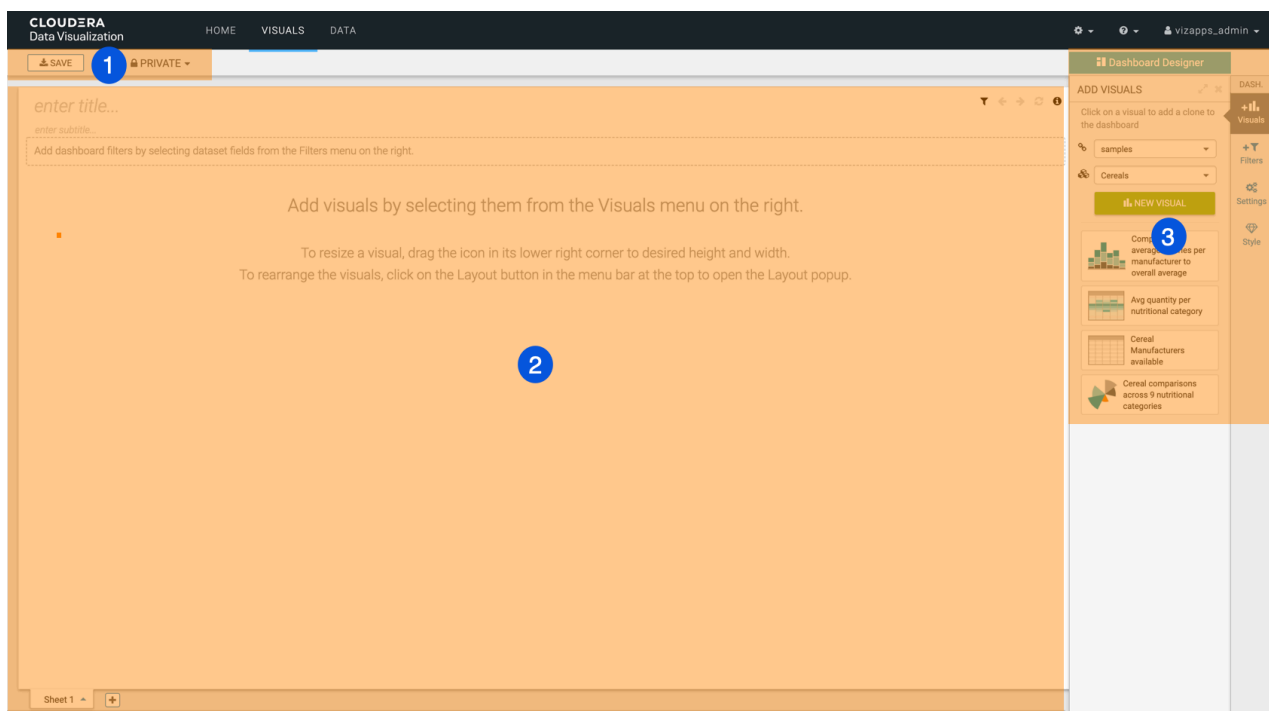 CLOUDERA
Data Visualization
HOME VISUALS DATA
vizapps_admin
SAVE
1
PRIVATE
Dashboard Designer
enter title...
enter subtitle...
Add dashboard filters by selecting dataset fields from the Filters menu on the right.
Add visuals by selecting them from the Visuals menu on the right.
To resize a visual, drag the icon in its lower right corner to desired height and width.
To rearrange the visuals, click on the Layout button in the menu bar at the top to open the Layout popup.
2
Sheet 1
ADD VISUALS
Click on a visual to add a clone to
the dashboard
samples
Cereals
NEW VISUAL
3
per
manufacturer to
overall average
Avg quantity per
nutritional category
Cereal
Manufacturers
available
Cereal comparisons
across 9 nutritional
categories
DASH.
Visuals
Filters
Settings
Style